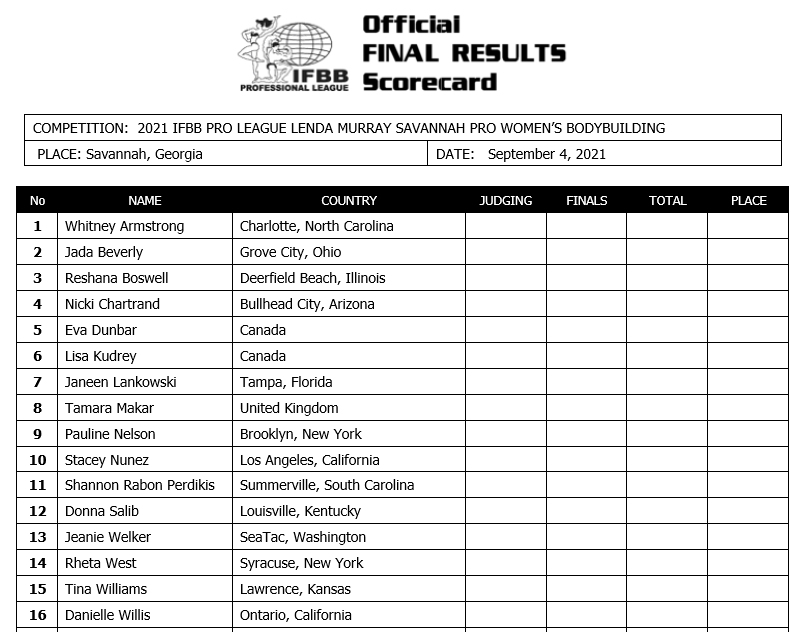 Official
FINAL RESULTS
Scorecard
IFBB
PROFESSIONAL LEAGUE
COMPETITION: 2021 IFBB PRO LEAGUE LENDA MURRAY SAVANNAH PRO WOMEN'S BODYBUILDING
PLACE: Savannah, Georgia DATE: September 4, 2021
No NAME COUNTRY JUDGING FINALS TOTAL PLACE
1 Whitney Armstrong Charlotte, North Carolina
2 Jada Beverly Grove City, Ohio
3 Reshana Boswell Deerfield Beach, Illinois
4 Nicki Chartrand Bullhead City, Arizona
5 Eva Dunbar Canada
6 Lisa Kudrey Canada
7 Janeen Lankowski Tampa, Florida
8 Tamara Makar United Kingdom
9 Pauline Nelson Brooklyn, New York
10 Stacey Nunez Los Angeles, California
11 Shannon Rabon Perdikis Summerville, South Carolina
12 Donna Salib Louisville, Kentucky
13 Jeanie Welker SeaTac, Washington
14 Rheta West Syracuse, New York
15 Tina Williams Lawrence, Kansas
16 Danielle Willis Ontario, California